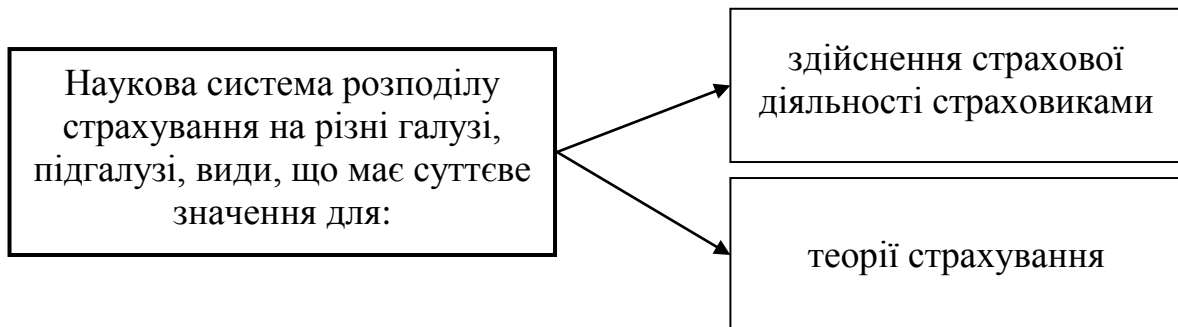 Наукова система розподілу
страхування на різні галузі,
підгалузі, види, що має суттєве
значення для:
здійснення страхової
діяльності страховиками
теорії страхування